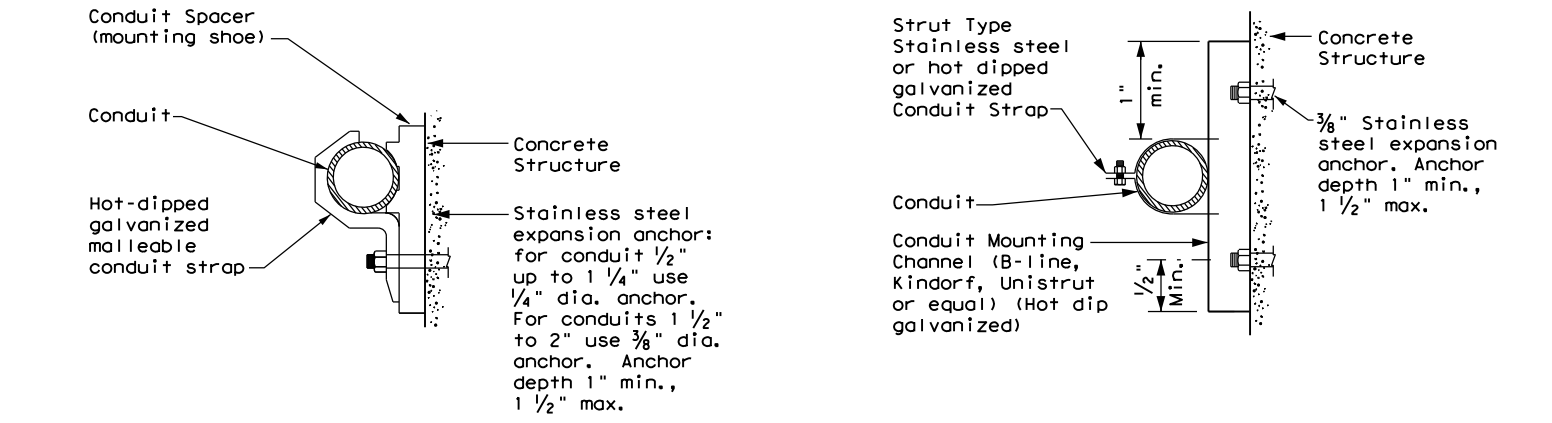 Conduit Spacer
(mounting shoe)
Conduit
Hot-dipped
galvanized
malleable
conduit strap
Concrete
Structure
Stainless steel
expansion anchor:
for conduit 1/2"
up to 1 1/4" use
1/4" dia. anchor.
For conduits 1 1/2"
to 2" use 3/8" dia.
anchor. Anchor
depth 1" min.,
1 1/2" max.
Strut Type
Stainless steel
or hot dipped
galvanized
Conduit Strap
Conduit
Conduit Mounting
Channel (B-line,
Kindorf, Unistrut
or equal) (Hot dip
galvanized)
1"
min.
1/2"
Min.
Concrete
Structure
3/8" Stainless
steel expansion
anchor. Anchor
depth 1" min.,
1 1/2" max.